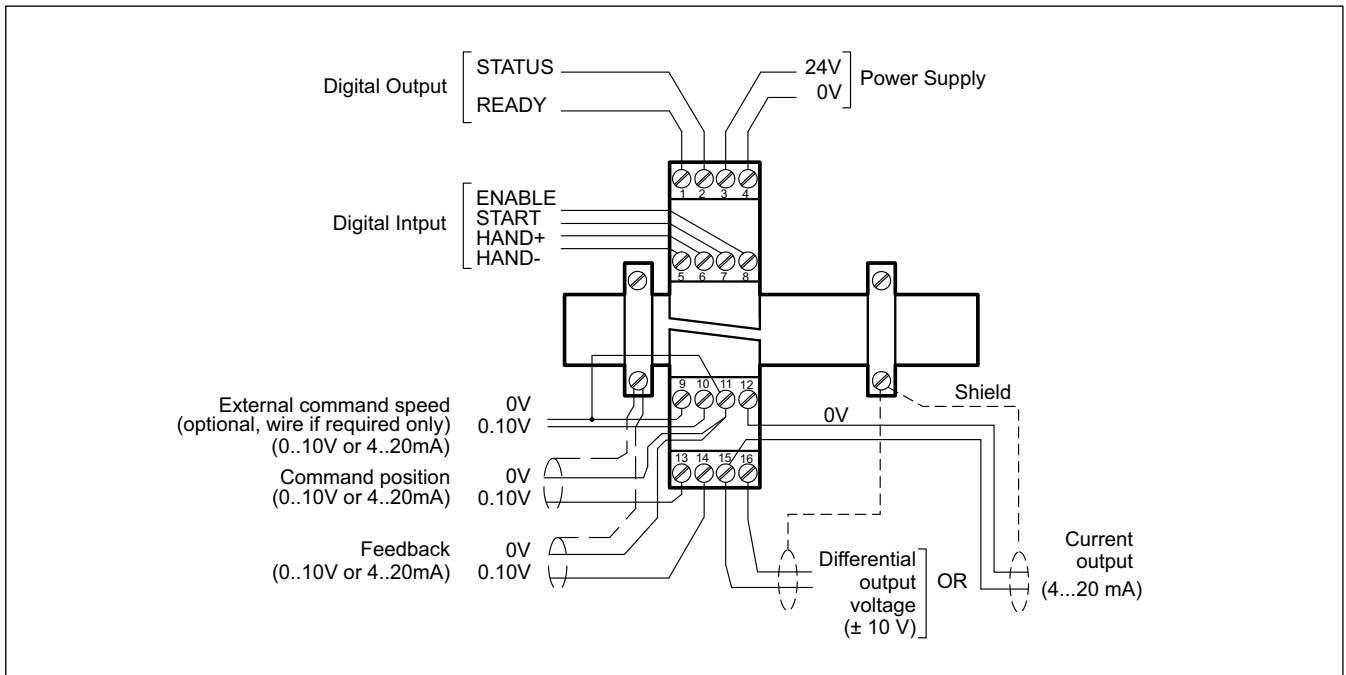 STATUS
Digital Output
READY
24V
Power Supply
0V
1 2 3 4
ENABLE
START
Digital Intput
HAND+
HAND-
5 6 7 8
9 10 11 12
External command speed
(optional, wire if required only)
(0..10V or 4..20mA)
0V
0.10V
Shield
0V
13 14 15 16
Command position
(0..10V or 4..20mA)
0V
0.10V
Feedback
(0..10V or 4..20mA)
0V
0.10V
Differential
output
voltage
(± 10 V)
OR
Current
output
(4...20 mA)